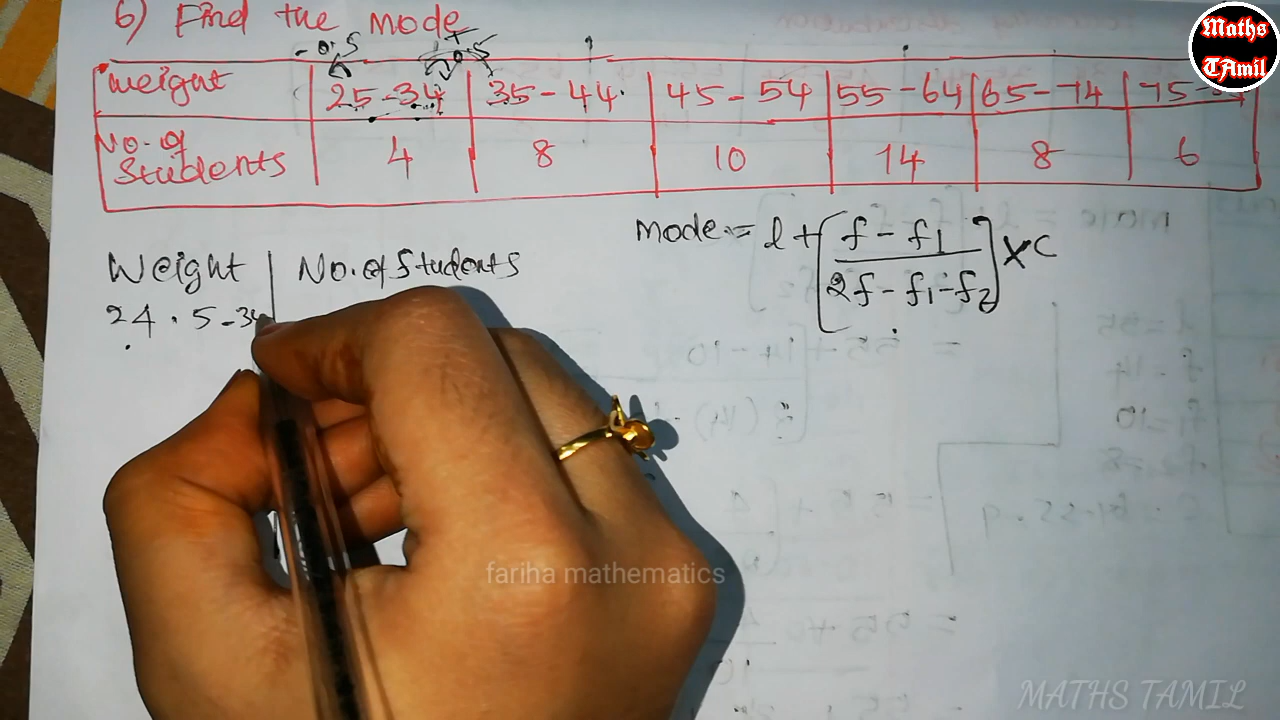 6) Find the mode
-0.5 +0.5
Weight 25-34 35-44 45-54 55-64 65-74
No. of Students 4 8 10 14 8 6
mode = l + [f - f1 / 2f - f1 - f2] x c
Weight No. of Students
24.5-34
fariha mathematics
MATHS TAMIL
Maths
TAmil